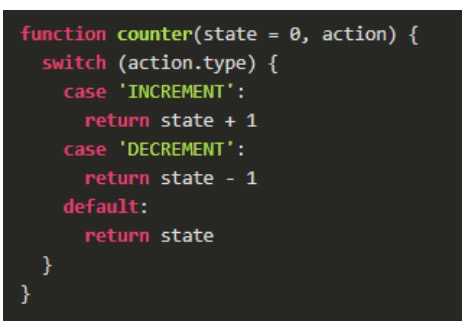 function counter(state = 0, action) {
  switch (action.type) {
    case 'INCREMENT':
      return state + 1
    case 'DECREMENT':
      return state - 1
    default:
      return state
  }
}